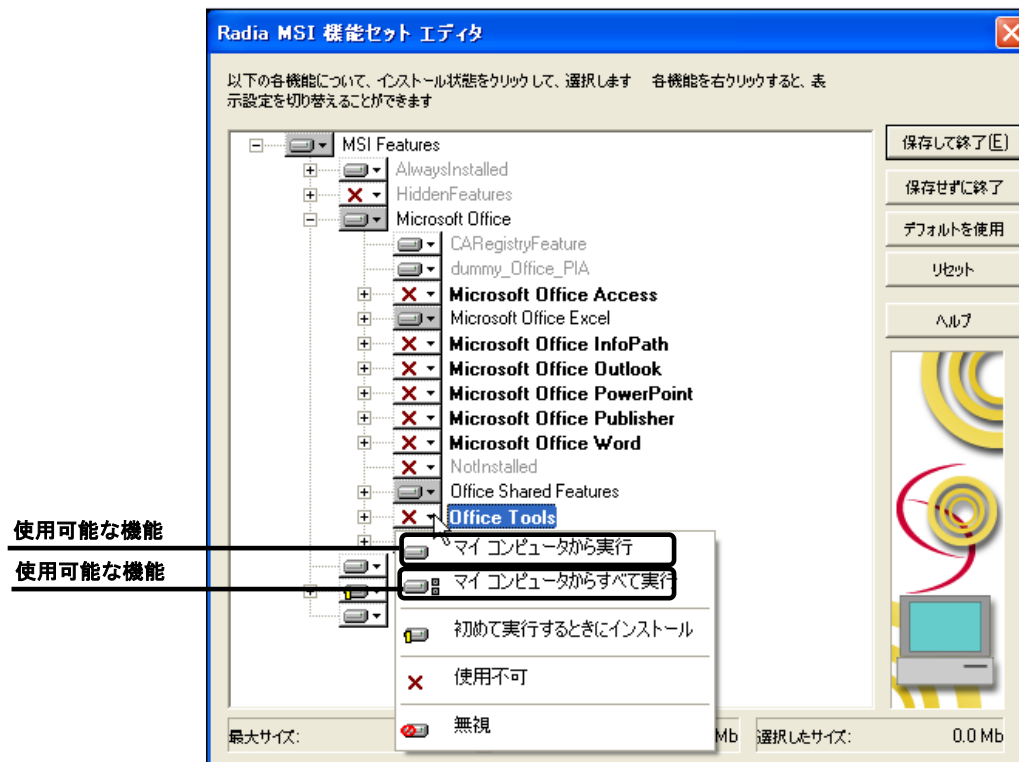 Radia MSI 機能セット エディタ
以下の各機能について、インストール状態をクリックして、選択します　各機能を右クリックすると、表
示設定を切り替えることができます
MSI Features
AlwaysInstalled
HiddenFeatures
Microsoft Office
CARegistryFeature
dummy_Office_PIA
Microsoft Office Access
Microsoft Office Excel
Microsoft Office InfoPath
Microsoft Office Outlook
Microsoft Office PowerPoint
Microsoft Office Publisher
Microsoft Office Word
NotInstalled
Office Shared Features
Office Tools
マイ コンピュータから実行
マイ コンピュータからすべて実行
初めて実行するときにインストール
使用不可
無視
使用可能な機能
使用可能な機能
保存して終了(E)
保存せずに終了
デフォルトを使用
リセット
ヘルプ
最大サイズ:
Mb
選択したサイズ:
0.0 Mb